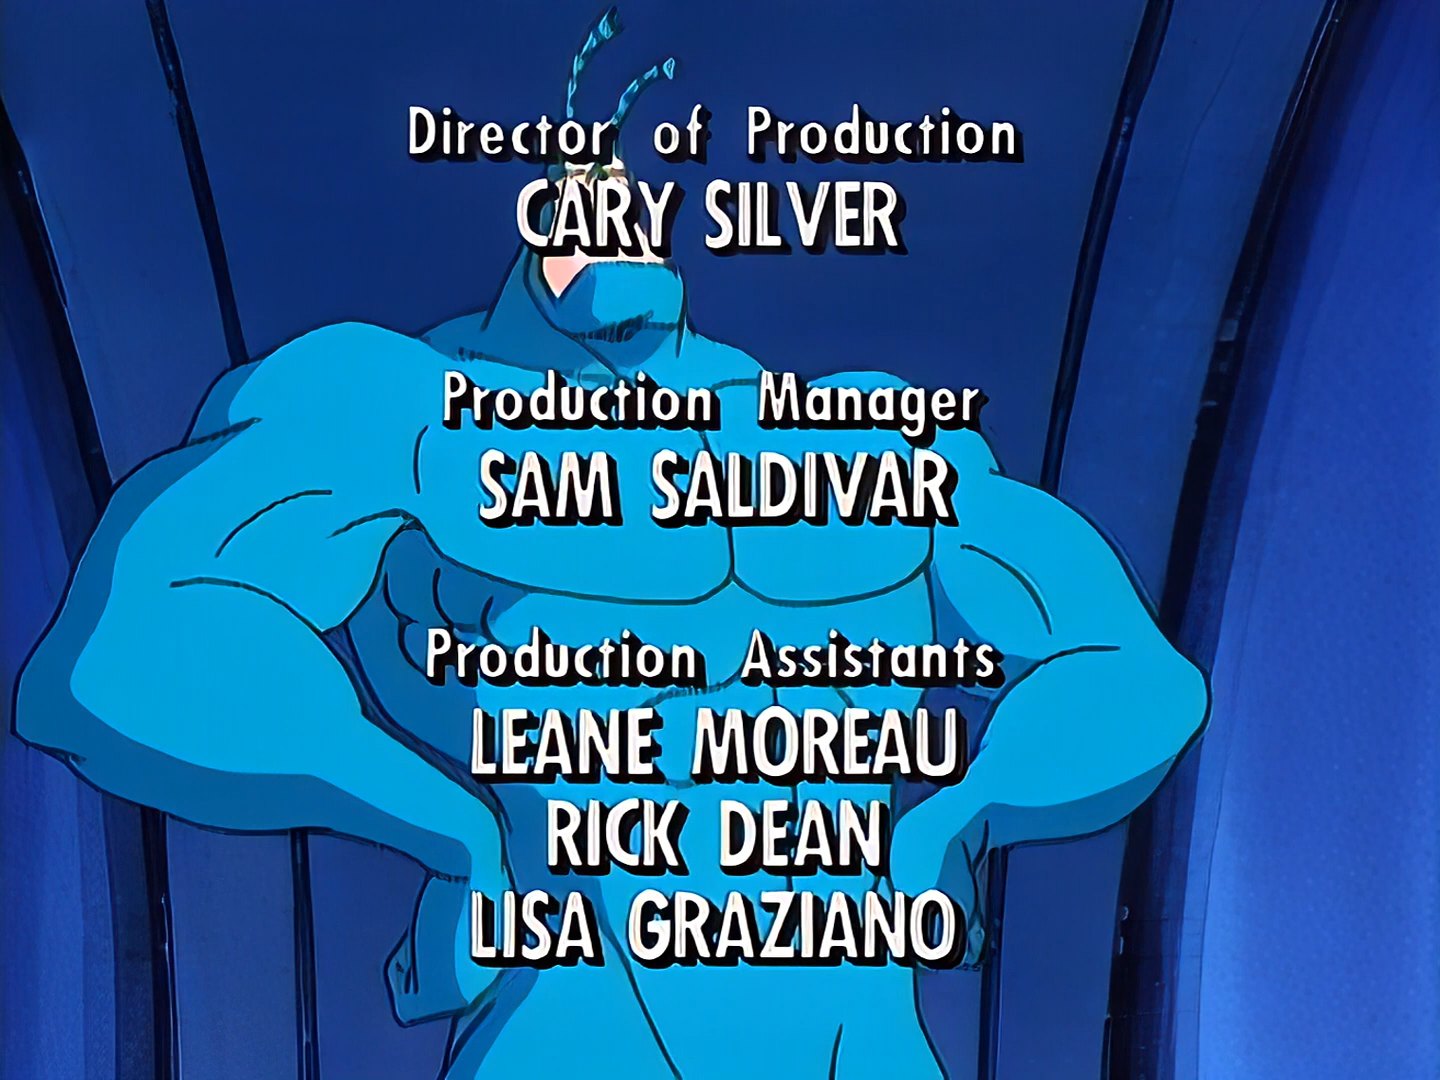 Director of Production
CARY SILVER
Production Manager
SAM SALDIVAR
Production Assistants
LEANE MOREAU
RICK DEAN
LISA GRAZIANO